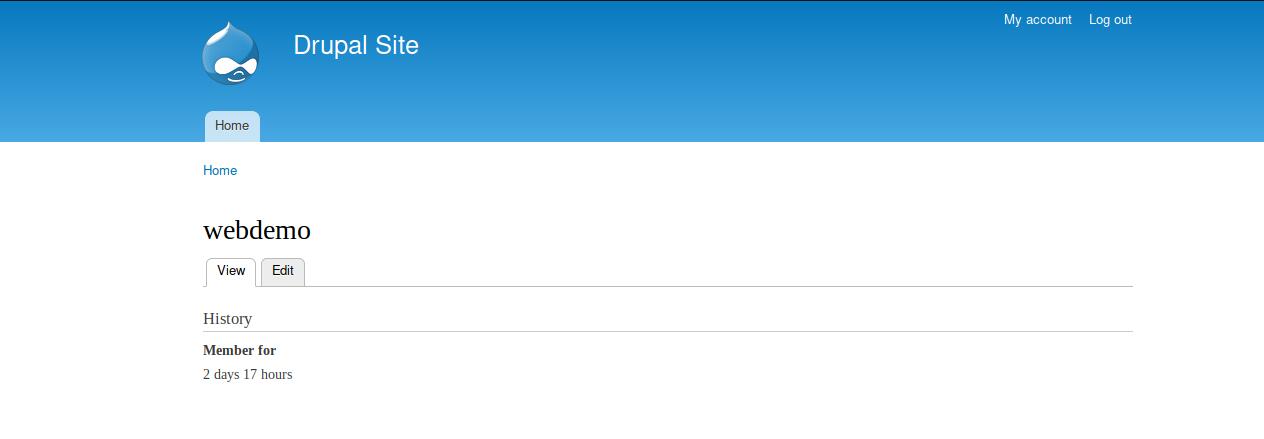 My account Log out
Drupal Site
Home
Home
webdemo
View Edit
History
Member for
2 days 17 hours